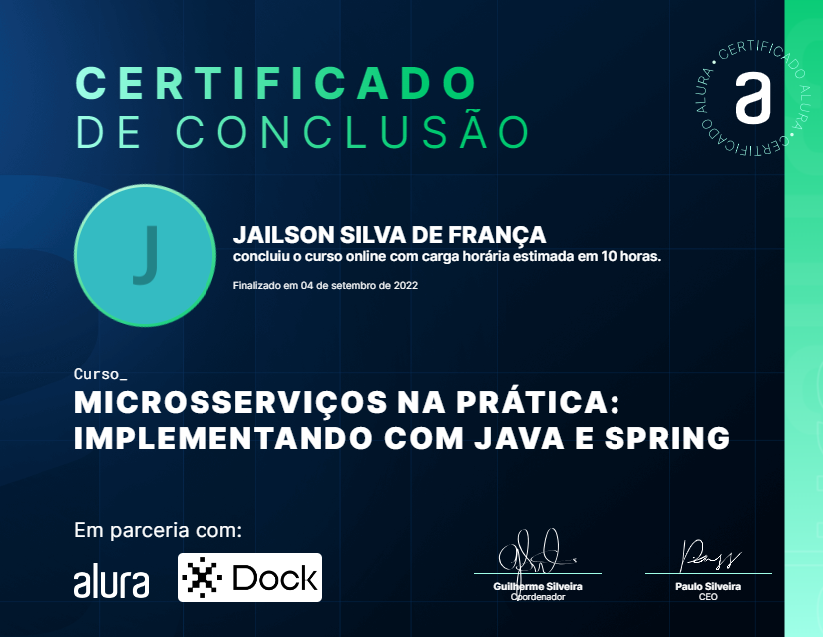 CERTIFICADO
DE CONCLUSÃO
CERTIFICADO ALURA • CERTIFICADO ALURA •
a
J
JAILSON SILVA DE FRANÇA
concluiu o curso online com carga horária estimada em 10 horas.
Finalizado em 04 de setembro de 2022
Curso_
MICROSSERVIÇOS NA PRÁTICA:
IMPLEMENTANDO COM JAVA E SPRING
Em parceria com:
alura
Dock
Guilherme Silveira
Coordenador
Paulo Silveira
CEO